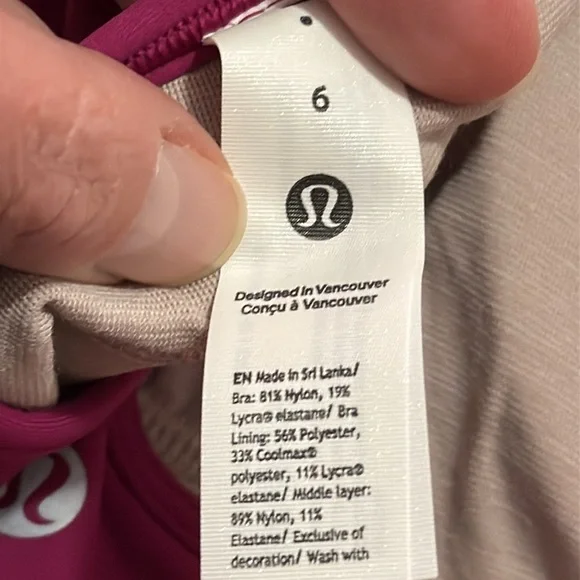 6
Designed in Vancouver
Conçu à Vancouver
EN Made in Sri Lanka/
Bra: 81% Nylon, 19%
Lycra® elastane/ Bra
Lining: 56% Polyester,
33% Coolmax®
polyester, 11% Lycra®
elastane/ Middle layer:
89% Nylon, 11%
Elastane/ Exclusive of
decoration/ Wash with